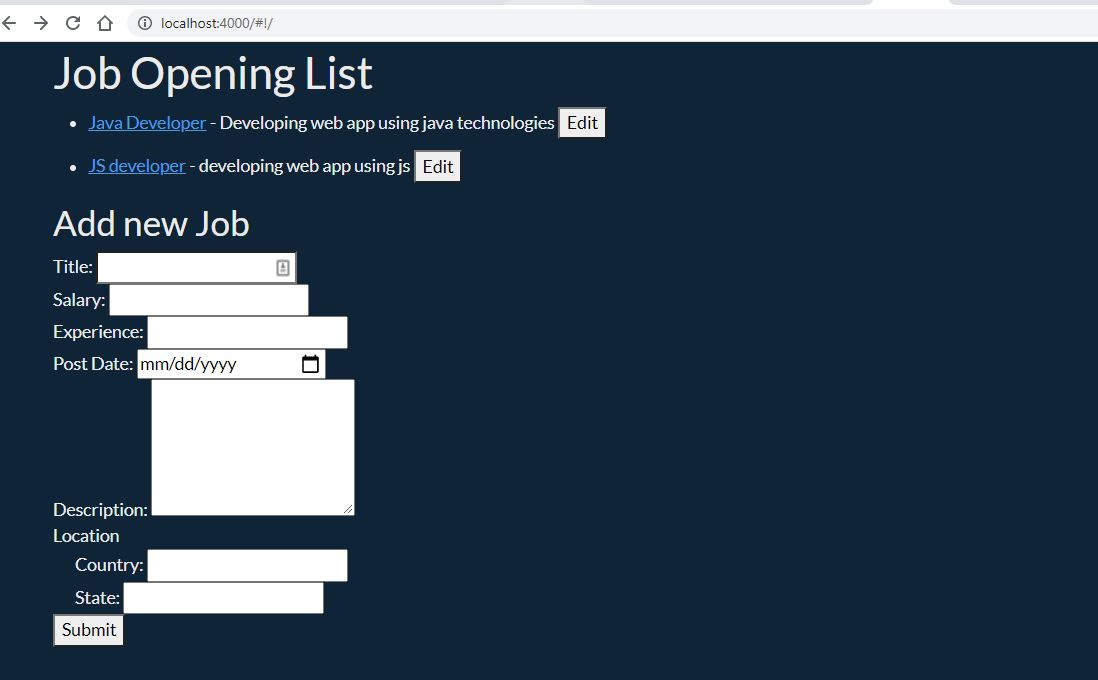 localhost:4000/#!/
Job Opening List
Java Developer - Developing web app using java technologies Edit
JS developer - developing web app using js Edit
Add new Job
Title:
Salary:
Experience:
Post Date: mm/dd/yyyy
Description:
Location
Country:
State:
Submit